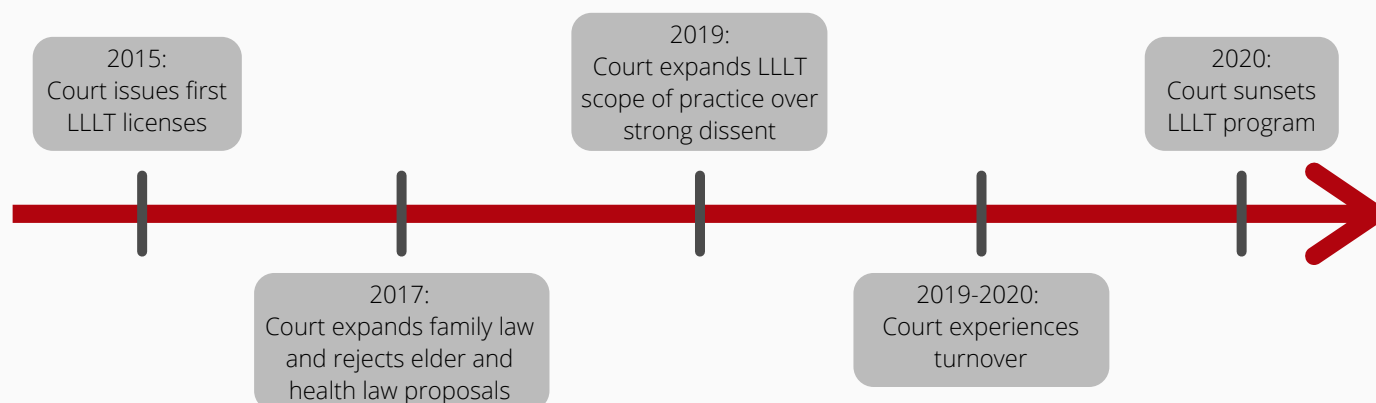 2015:
Court issues first
LLLT licenses
2017:
Court expands family law
and rejects elder and
health law proposals
2019:
Court expands LLLT
scope of practice over
strong dissent
2019-2020:
Court experiences
turnover
2020:
Court sunsets
LLLT program